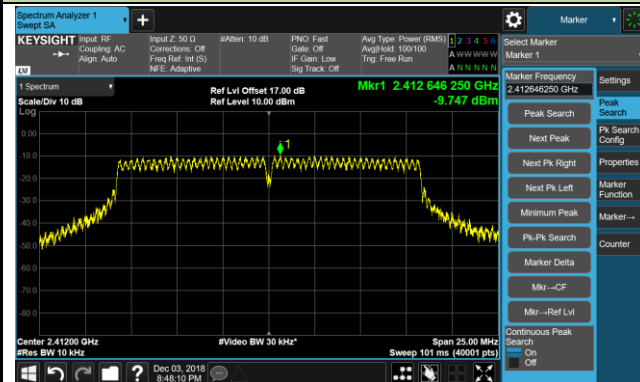 Spectrum Analyzer 1
Swept SA
KEYSIGHT
Input: RF
Coupling: AC
Align: Auto
Input Z: 50 Ω
Corrections: Off
Freq Ref: Int (S)
NFE: Adaptive
#Atten: 10 dB
PNO: Fast
Gate: Off
IF Gain: Low
Sig Track: Off
Avg Type: Power (RMS)
Avg|Hold: 100/100
Trig: Free Run
1 2 3 4 5 6
A W W W W W
A N N N N N
LXI
1 Spectrum
Scale/Div 10 dB
Ref Lvl Offset 17.00 dB
Ref Level 10.00 dBm
Mkr1 2.412 646 250 GHz
-9.747 dBm
Log
1
0.00
-10.0
-20.0
-30.0
-40.0
-50.0
-60.0
-70.0
-80.0
Center 2.41200 GHz
#Res BW 10 kHz
#Video BW 30 kHz*
Span 25.00 MHz
Sweep 101 ms (40001 pts)
Dec 03, 2018
8:48:10 PM
Marker
Select Marker
Marker 1
Marker Frequency
2.412646250 GHz
Peak Search
Next Peak
Next Pk Right
Next Pk Left
Minimum Peak
Pk-Pk Search
Marker Delta
Mkr→CF
Mkr→Ref Lvl
Continuous Peak
Search
On
Off
Settings
Peak
Search
Pk Search
Config
Properties
Marker
Function
Marker→
Counter